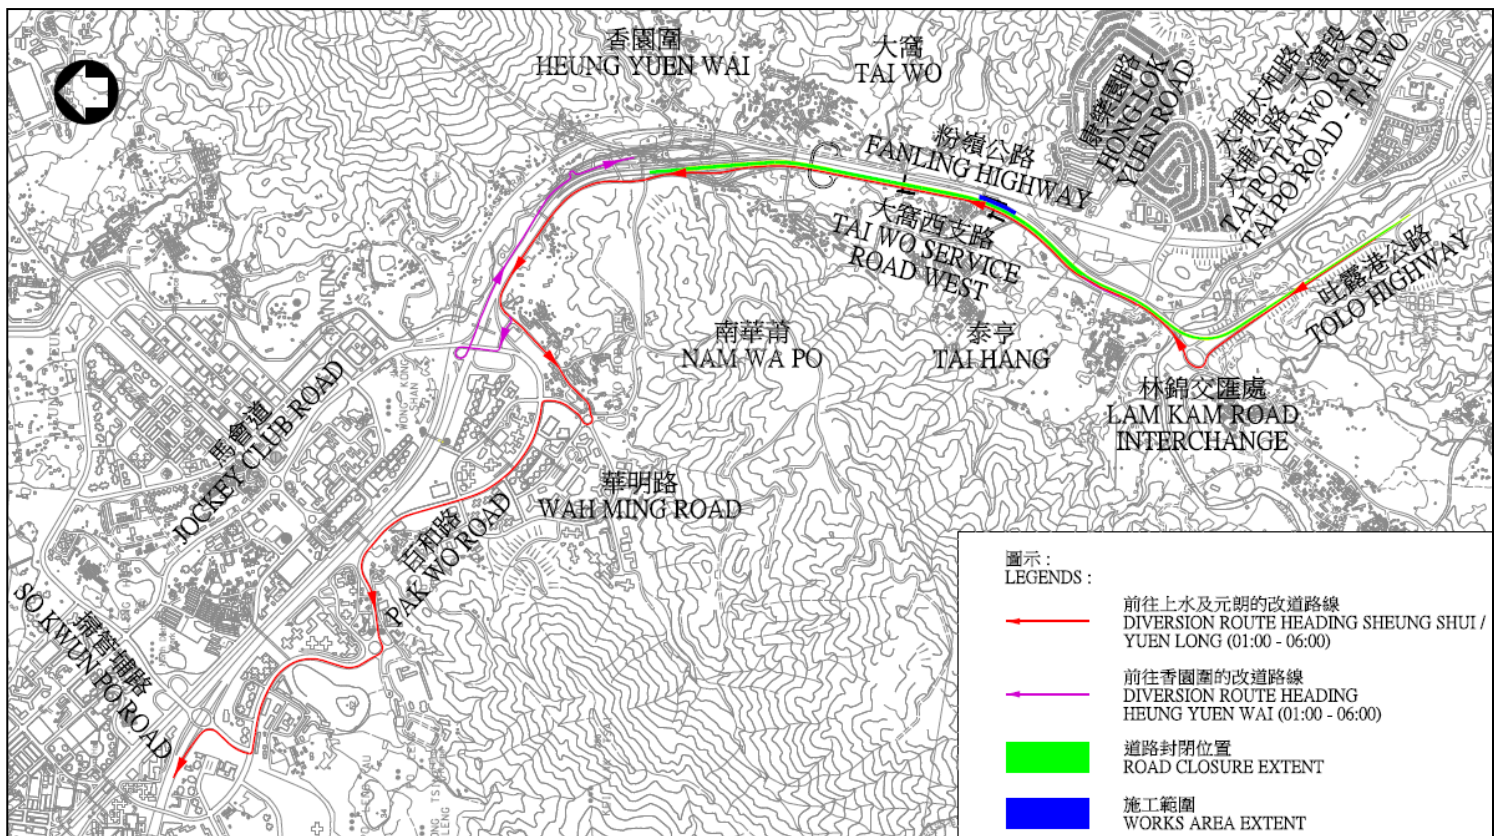 香園圍
HEUNG YUEN WAI
大窩
TAI WO
粉嶺公路
FANLING HIGHWAY
康樂園路
HONG LOK
YUEN ROAD
大埔太和路 /
大埔公路 - 大窩段
TAI PO TAI WO ROAD /
TAI PO ROAD - TAI WO
大窩西支路
TAI WO SERVICE
ROAD WEST
吐露港公路
TOLO HIGHWAY
南華莆
NAM WA PO
泰亨
TAI HANG
林錦交匯處
LAM KAM ROAD
INTERCHANGE
馬會道
JOCKEY CLUB ROAD
華明路
WAH MING ROAD
百和路
PAK WO ROAD
掃管埔路
SO KWUN PO ROAD
圖示 :
LEGENDS :
前往上水及元朗的改道路線
DIVERSION ROUTE HEADING SHEUNG SHUI /
YUEN LONG (01:00 - 06:00)
前往香園圍的改道路線
DIVERSION ROUTE HEADING
HEUNG YUEN WAI (01:00 - 06:00)
道路封閉位置
ROAD CLOSURE EXTENT
施工範圍
WORKS AREA EXTENT